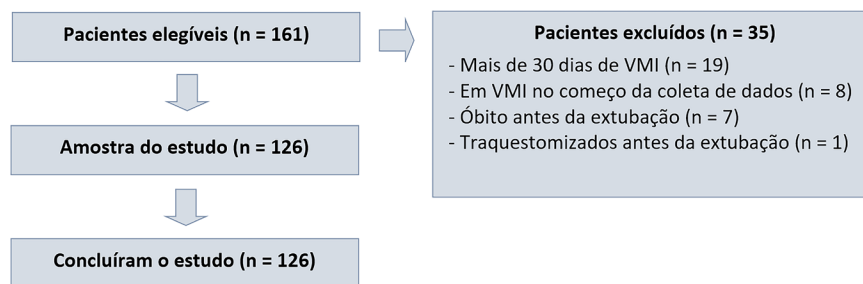 Pacientes elegíveis (n = 161)
Pacientes excluídos (n = 35)
- Mais de 30 dias de VMI (n = 19)
- Em VMI no começo da coleta de dados (n = 8)
- Óbito antes da extubação (n = 7)
- Traquestomizados antes da extubação (n = 1)
Amostra do estudo (n = 126)
Concluíram o estudo (n = 126)